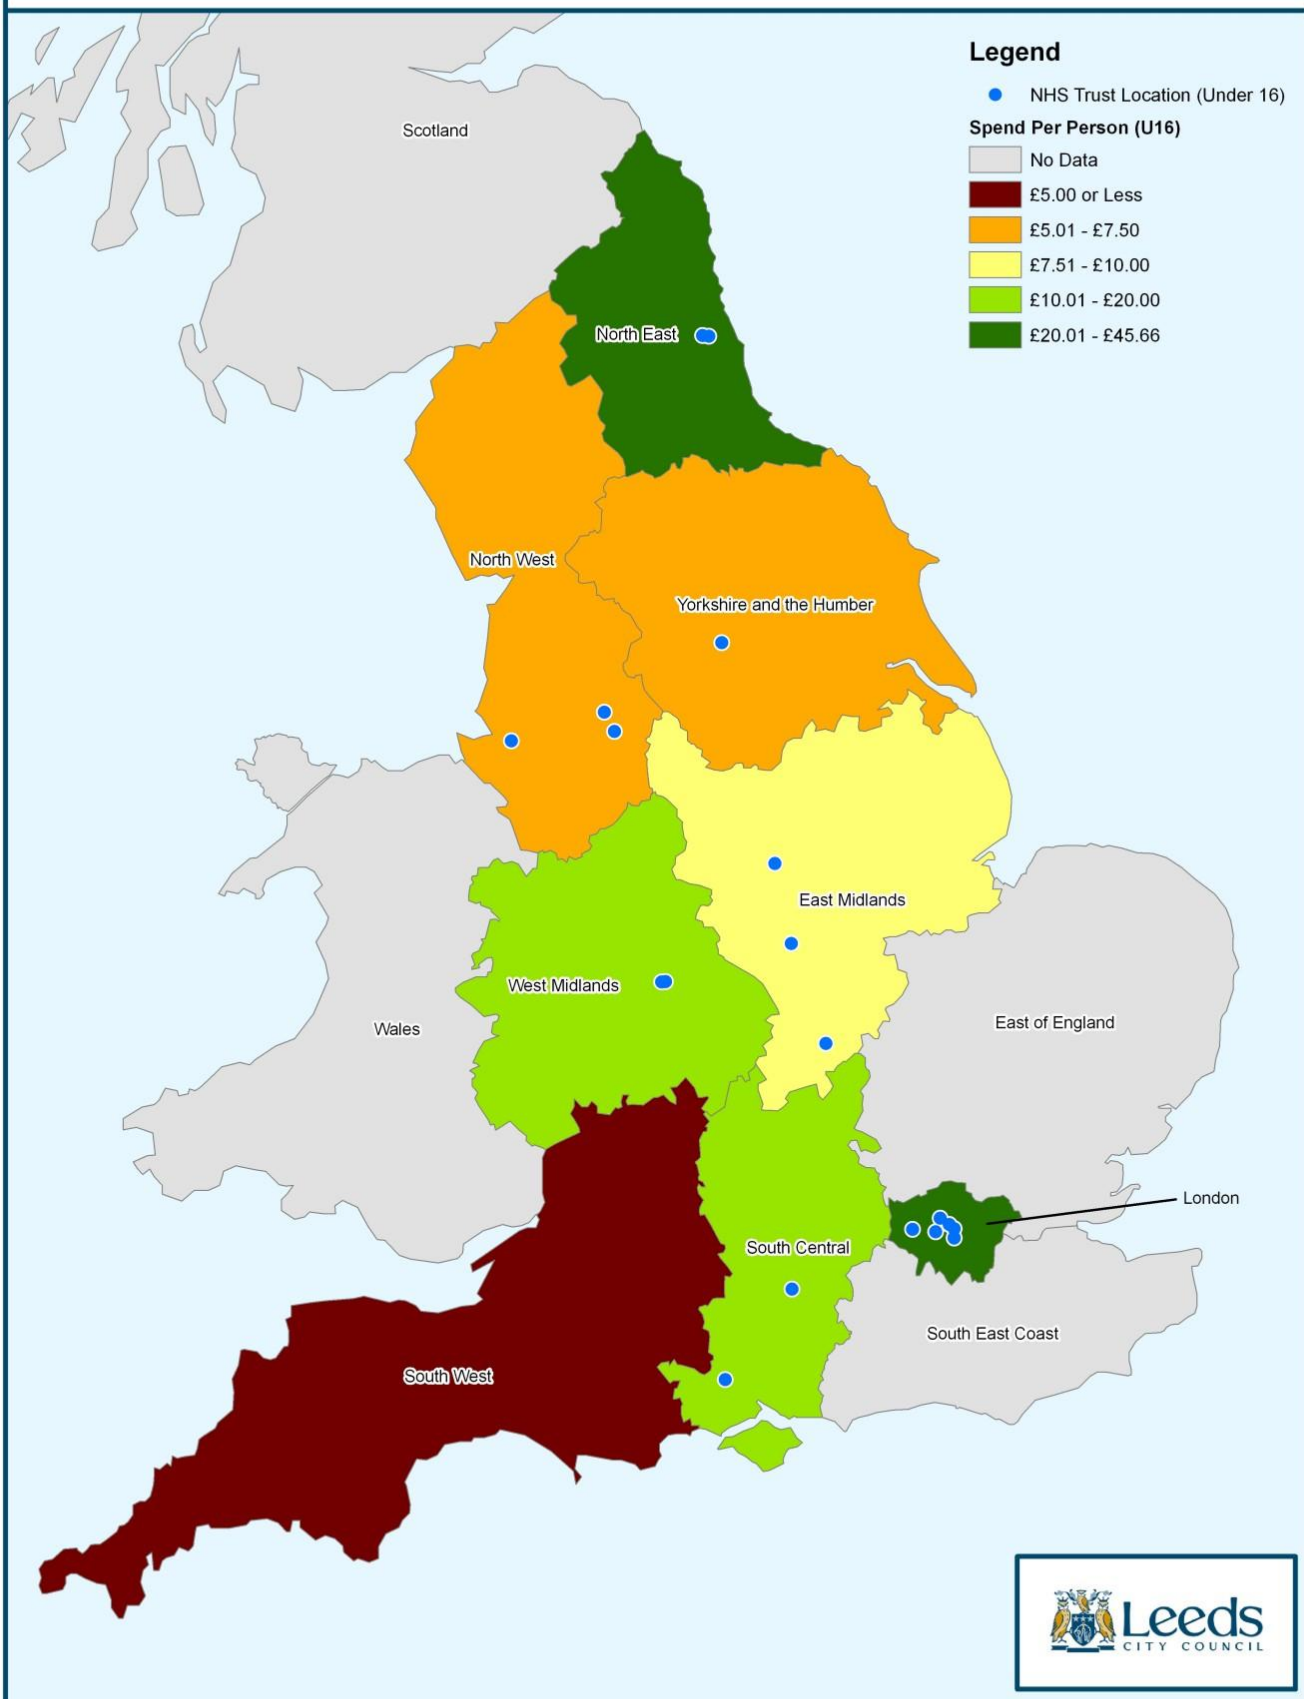 Legend
NHS Trust Location (Under 16)
Spend Per Person (U16)
No Data
£5.00 or Less
£5.01 - £7.50
£7.51 - £10.00
£10.01 - £20.00
£20.01 - £45.66
Scotland
North East
North West
Yorkshire and the Humber
East Midlands
West Midlands
Wales
East of England
London
South Central
South East Coast
South West
Leeds
CITY COUNCIL